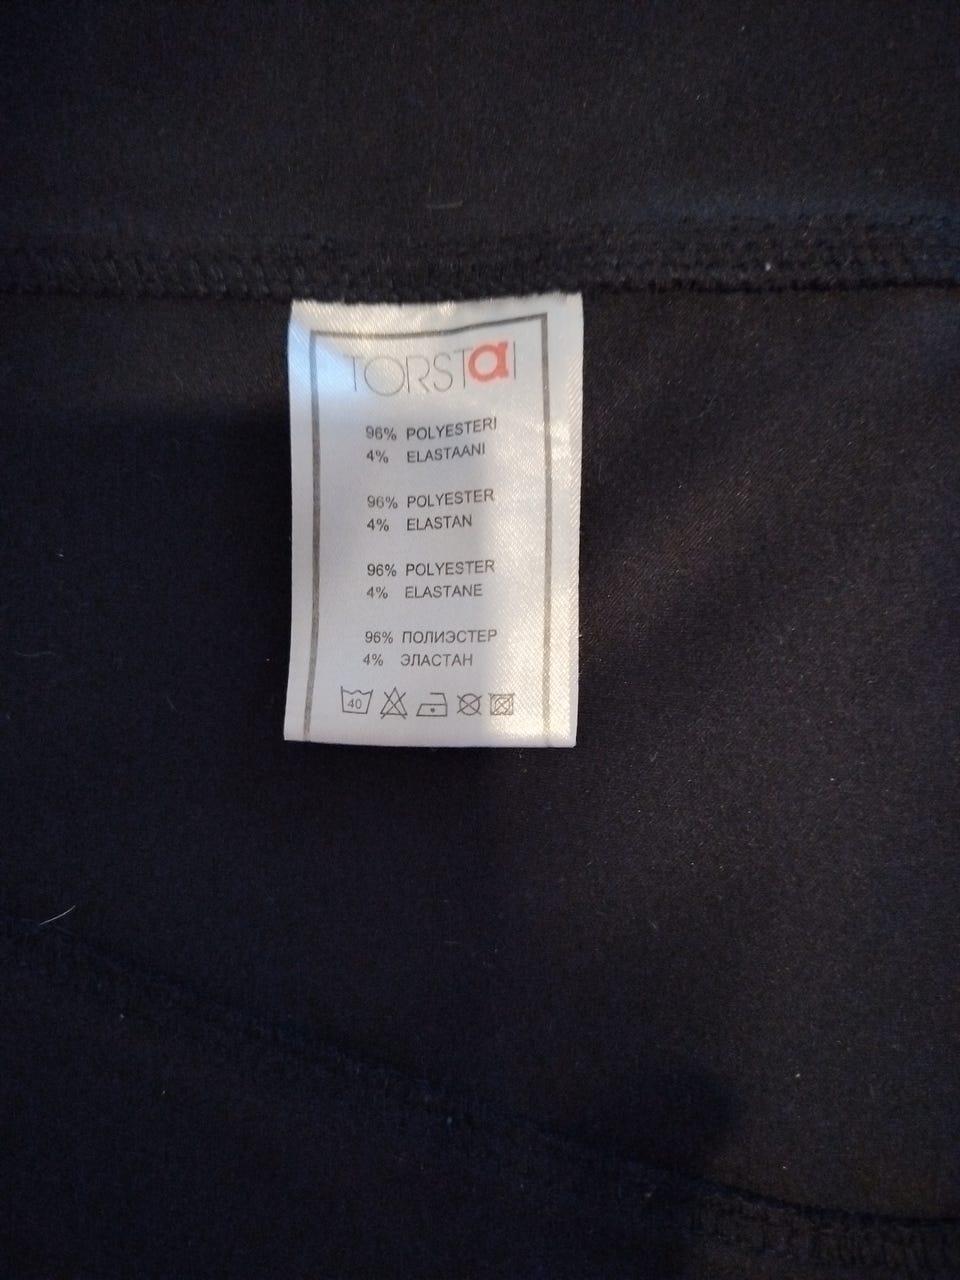 TORSTAI
96% POLYESTERI
4% ELASTAANI
96% POLYESTER
4% ELASTAN
96% POLYESTER
4% ELASTANE
96% ПОЛИЭСТЕР
4% ЭЛАСТАН
40